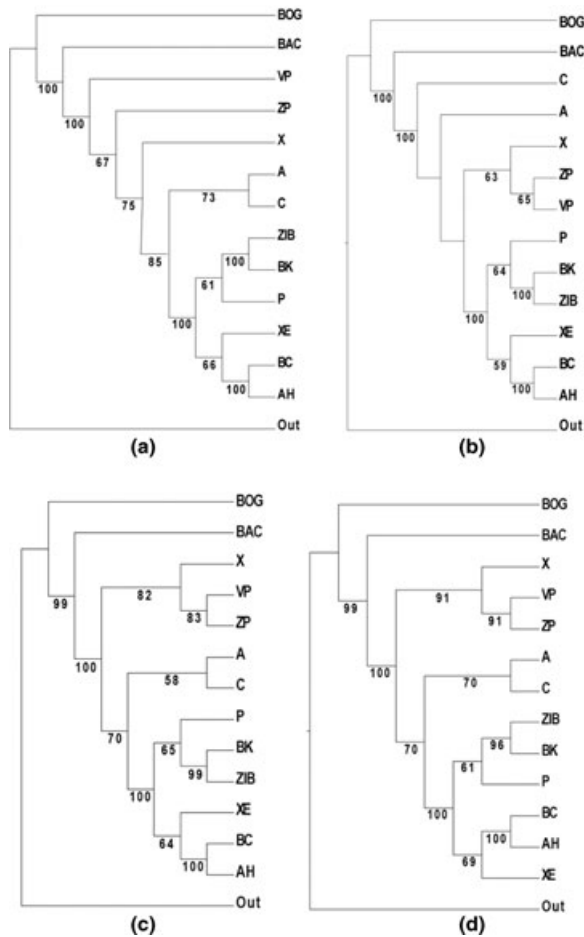 BOG
BAC
100
VP
100
ZP
67
X
75
A
73
C
85
ZIB
100
BK
61
P
100
XE
66
BC
100
AH
Out
(a)
BOG
BAC
100
C
100
A
X
63
ZP
65
VP
P
64
BK
100
ZIB
100
XE
59
BC
100
AH
Out
(b)
BOG
BAC
99
X
82
VP
83
ZP
100
A
58
C
70
P
65
BK
99
ZIB
100
XE
64
BC
100
AH
Out
(c)
BOG
BAC
99
X
91
VP
91
ZP
100
A
70
C
70
ZIB
96
BK
61
P
100
BC
100
AH
69
XE
Out
(d)